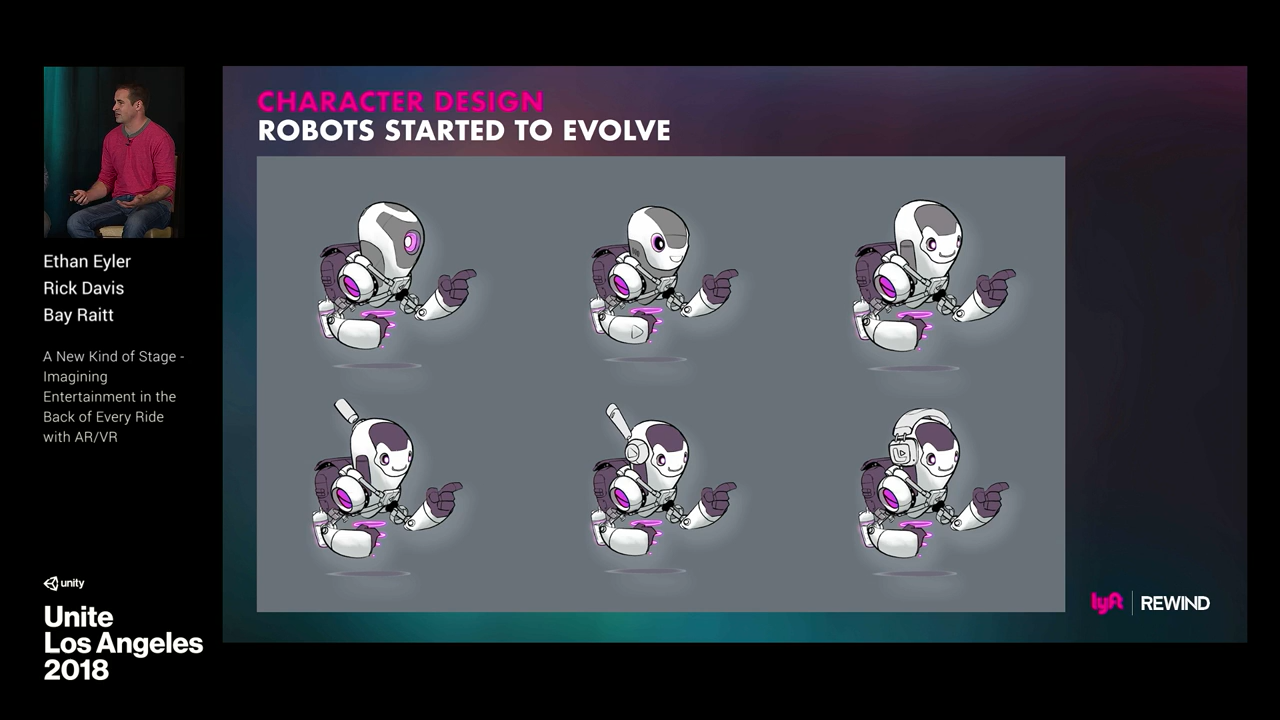 CHARACTER DESIGN
ROBOTS STARTED TO EVOLVE
Ethan Eyler
Rick Davis
Bay Raitt
A New Kind of Stage -
Imagining
Entertainment in the
Back of Every Ride
with AR/VR
unity
Unite
Los Angeles
2018
lyft | REWIND